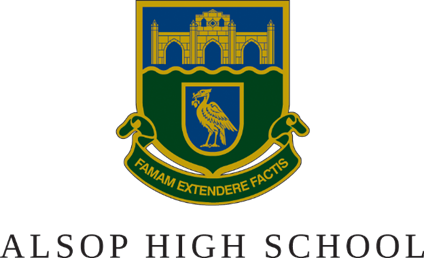 FAMAM EXTENDERE FACTIS
ALSOP HIGH SCHOOL